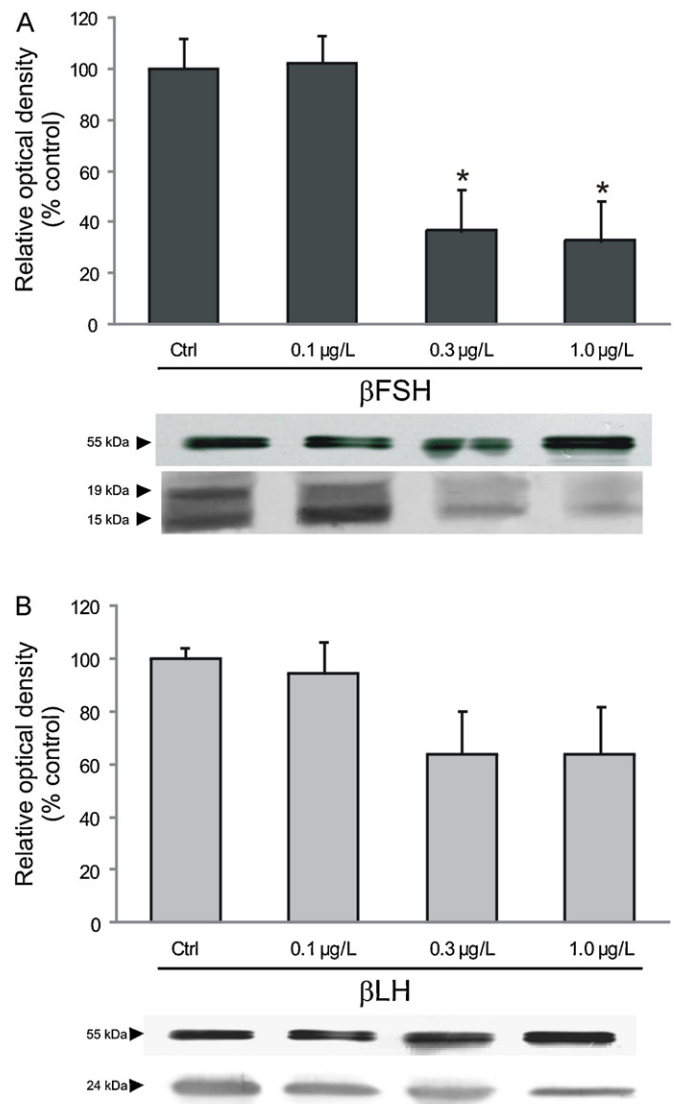 A
Relative optical density
(% control)
120
100
80
60
40
20
0
Ctrl 0.1 µg/L 0.3 µg/L 1.0 µg/L
* *
βFSH
55 kDa
19 kDa
15 kDa
B
Relative optical density
(% control)
120
100
80
60
40
20
0
Ctrl 0.1 µg/L 0.3 µg/L 1.0 µg/L
βLH
55 kDa
24 kDa